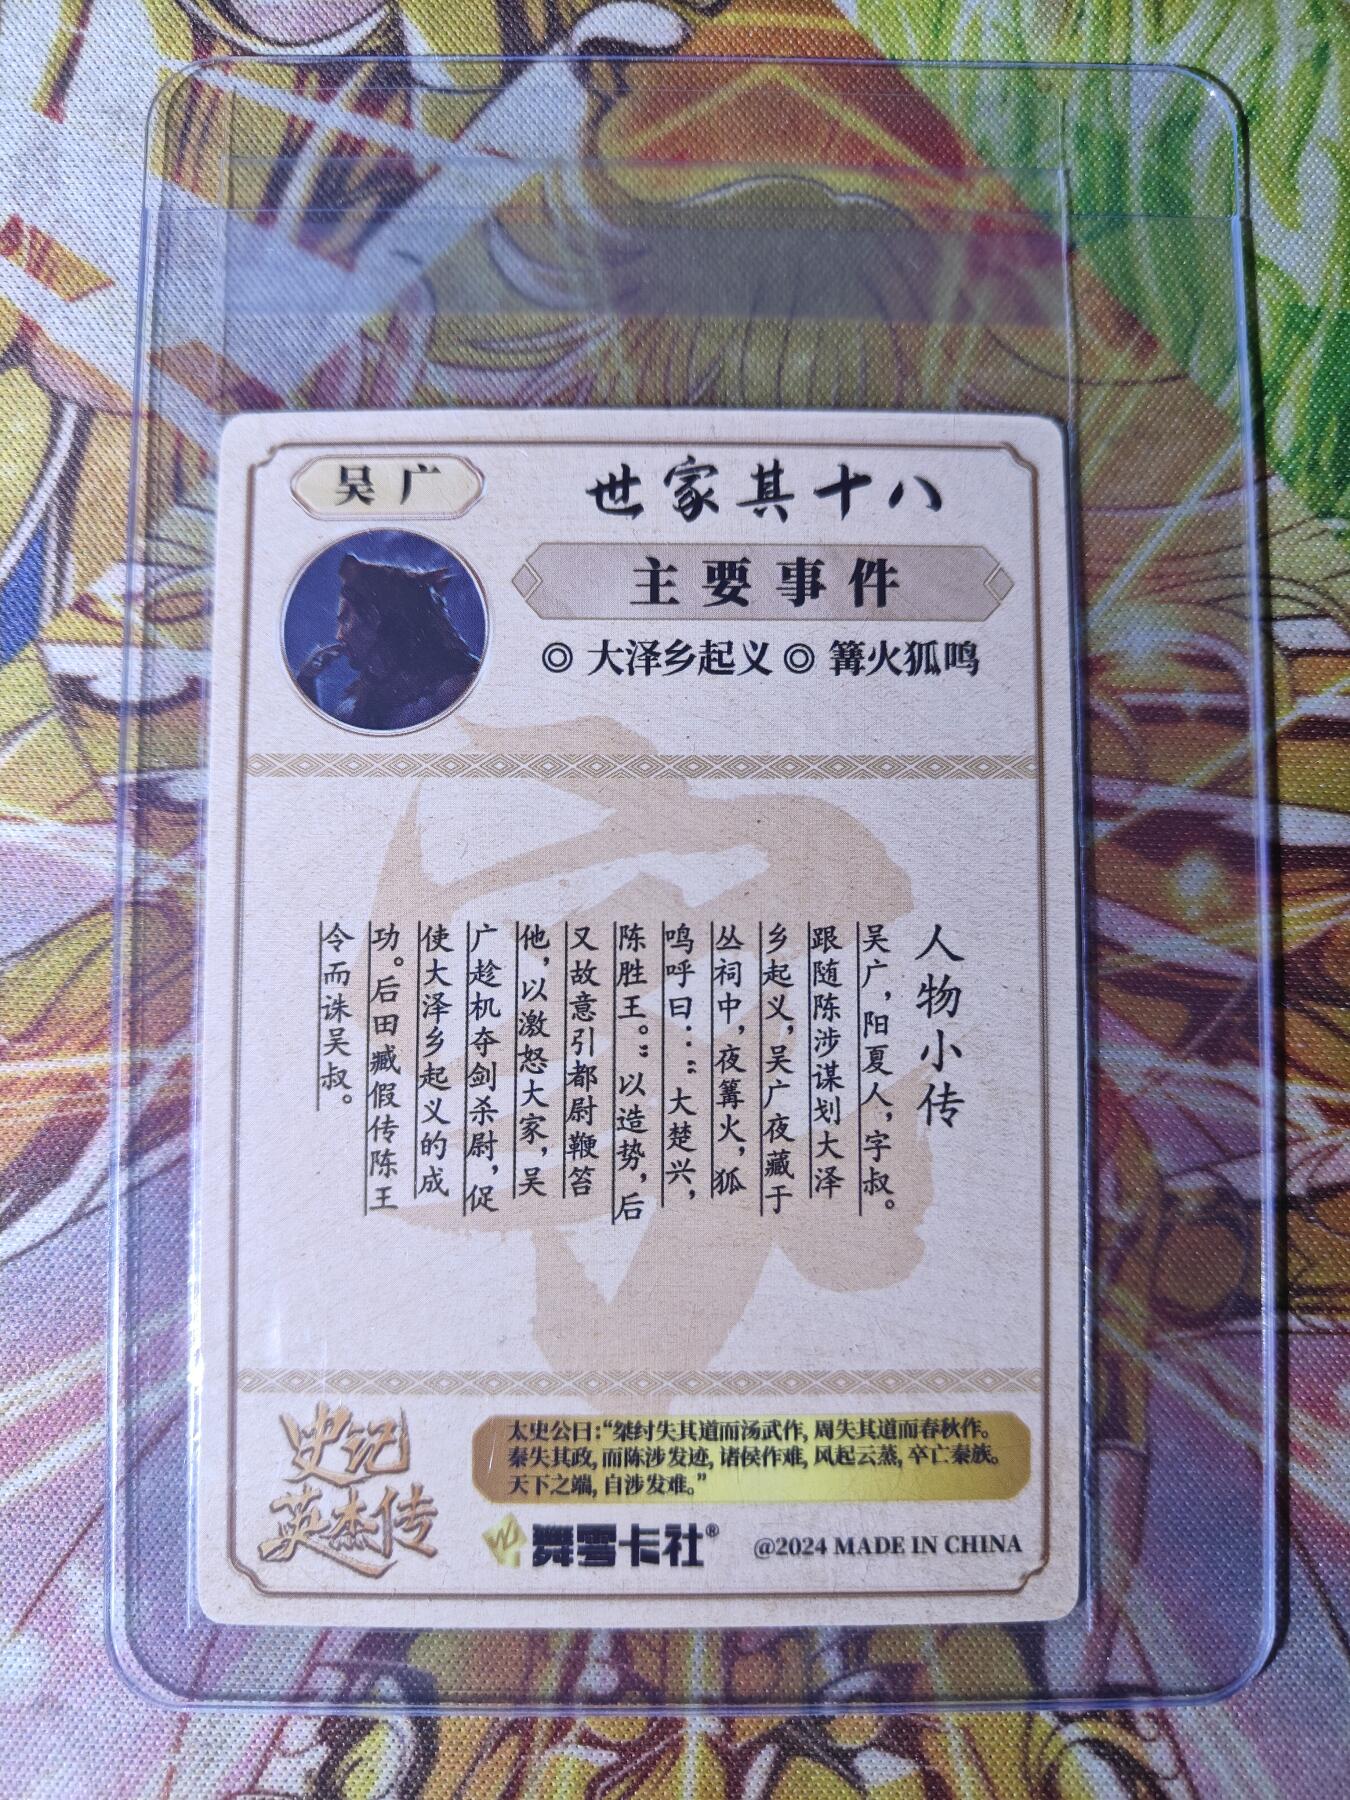 吴广
世家其十八
主要事件
◎ 大泽乡起义 ◎ 篝火狐鸣
人物小传
吴广，阳夏人，字叔。
跟随陈涉谋划大泽
乡起义，吴广夜藏于
丛祠中，夜篝火，狐
鸣呼曰：“大楚兴，
陈胜王。”以造势，后
又故意引都尉鞭笞
他，以激怒大家，吴
广趁机夺剑杀尉，促
使大泽乡起义的成
功。后田臧假传陈王
令而诛吴叔。
史记
英杰传
太史公曰：“桀纣失其道而汤武作，周失其道而春秋作。
秦失其政，而陈涉发迹，诸侯作难，风起云蒸，卒亡秦族。
天下之端，自涉发难。”
舞雩卡社®
@2024 MADE IN CHINA